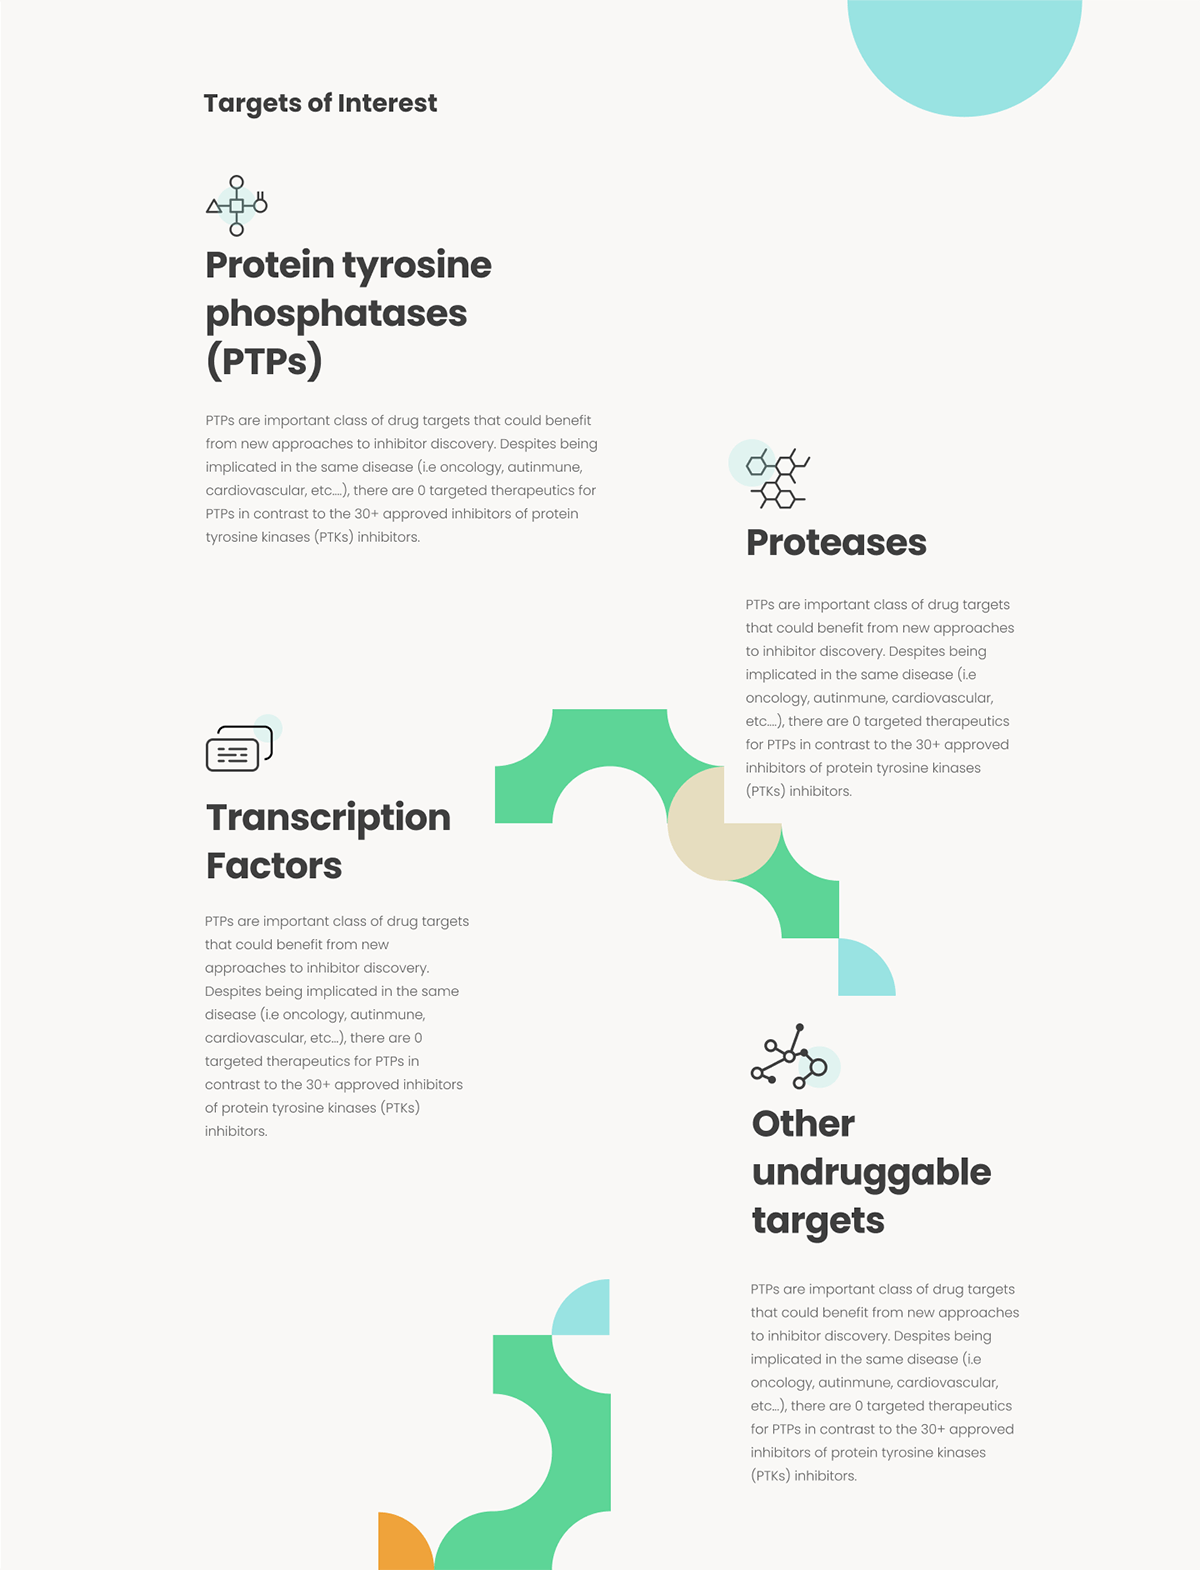 Targets of Interest
Protein tyrosine
phosphatases
(PTPs)
PTPs are important class of drug targets that could benefit
from new approaches to inhibitor discovery. Despites being
implicated in the same disease (i.e oncology, autinmune,
cardiovascular, etc....), there are 0 targeted therapeutics for
PTPs in contrast to the 30+ approved inhibitors of protein
tyrosine kinases (PTKs) inhibitors.
Proteases
PTPs are important class of drug targets
that could benefit from new approaches
to inhibitor discovery. Despites being
implicated in the same disease (i.e
oncology, autinmune, cardiovascular,
etc....), there are 0 targeted therapeutics
for PTPs in contrast to the 30+ approved
inhibitors of protein tyrosine kinases
(PTKs) inhibitors.
Transcription
Factors
PTPs are important class of drug targets
that could benefit from new
approaches to inhibitor discovery.
Despites being implicated in the same
disease (i.e oncology, autinmune,
cardiovascular, etc...), there are 0
targeted therapeutics for PTPs in
contrast to the 30+ approved inhibitors
of protein tyrosine kinases (PTKs)
inhibitors.
Other
undruggable
targets
PTPs are important class of drug targets
that could benefit from new approaches
to inhibitor discovery. Despites being
implicated in the same disease (i.e
oncology, autinmune, cardiovascular,
etc...), there are 0 targeted therapeutics
for PTPs in contrast to the 30+ approved
inhibitors of protein tyrosine kinases
(PTKs) inhibitors.